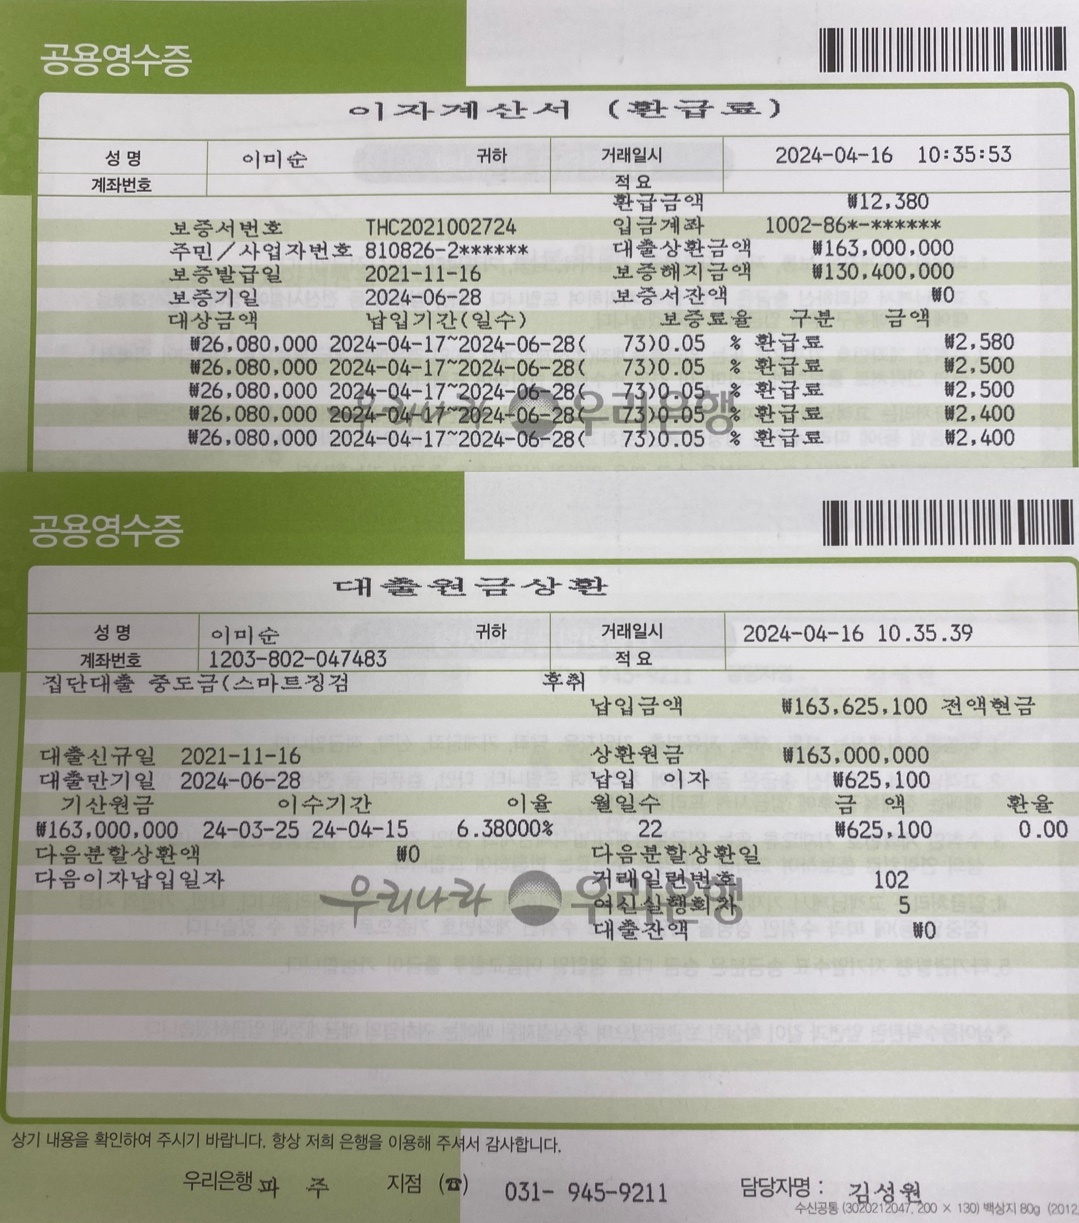 공용영수증
이자계산서 (환급료)
성 명 이미순 귀하 거래일시 2024-04-16 10:35:53
계좌번호 적요
환급금액 ₩12,380
보증서번호 THC2021002724 입금계좌 1002-86*-******
주민/사업자번호 810826-2****** 대출상환금액 ₩163,000,000
보증발급일 2021-11-16 보증해지금액 ₩130,400,000
보증기일 2024-06-28 보증서잔액 ₩0
대상금액 납입기간(일수) 보증료율 구분 금액
₩26,080,000 2024-04-17~2024-06-28( 73)0.05 % 환급료 ₩2,580
₩26,080,000 2024-04-17~2024-06-28( 73)0.05 % 환급료 ₩2,500
₩26,080,000 2024-04-17~2024-06-28( 73)0.05 % 환급료 ₩2,500
₩26,080,000 2024-04-17~2024-06-28( 73)0.05 % 환급료 ₩2,400
₩26,080,000 2024-04-17~2024-06-28( 73)0.05 % 환급료 ₩2,400
우리나라 우리은행
공용영수증
대출원금상환
성 명 이미순 귀하 거래일시 2024-04-16 10.35.39
계좌번호 1203-802-047483 적요
집단대출 중도금(스마트징검 후취
납입금액 ₩163,625,100 전액현금
대출신규일 2021-11-16 상환원금 ₩163,000,000
대출만기일 2024-06-28 납입 이자 ₩625,100
기산원금 이수기간 이율 월일수 금 액 환율
₩163,000,000 24-03-25 24-04-15 6.38000% 22 ₩625,100 0.00
다음분할상환액 ₩0 다음분할상환일
다음이자납입일자 거래일련번호 102
우리나라 우리은행
여신실행회차 5
대출잔액 ₩0
상기 내용을 확인하여 주시기 바랍니다. 항상 저희 은행을 이용해 주셔서 감사합니다.
우리은행 파 주 지점 (☎) 031- 945-9211 담당자명 : 김성원
수신공통 (3020212047, 200 × 130) 백상지 80g (2012